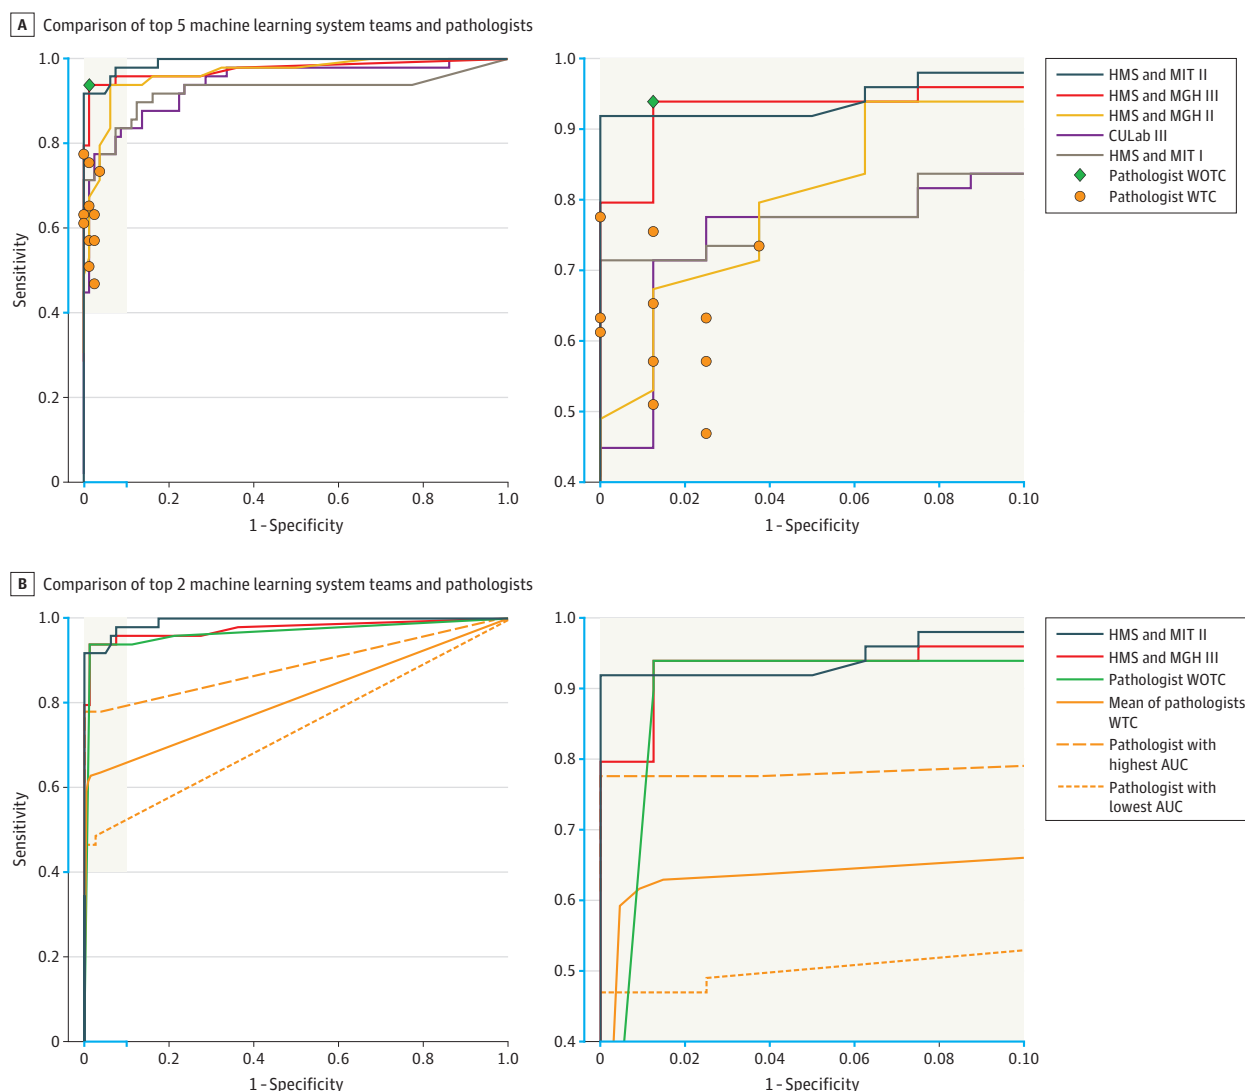 A Comparison of top 5 machine learning system teams and pathologists
1.0
0.8
0.6
0.4
0.2
0
Sensitivity
0 0.2 0.4 0.6 0.8 1.0
1 - Specificity
1.0
0.9
0.8
0.7
0.6
0.5
0.4
0 0.02 0.04 0.06 0.08 0.10
1 - Specificity
HMS and MIT II
HMS and MGH III
HMS and MGH II
CULab III
HMS and MIT I
Pathologist WOTC
Pathologist WTC
B Comparison of top 2 machine learning system teams and pathologists
1.0
0.8
0.6
0.4
0.2
0
Sensitivity
0 0.2 0.4 0.6 0.8 1.0
1 - Specificity
1.0
0.9
0.8
0.7
0.6
0.5
0.4
0 0.02 0.04 0.06 0.08 0.10
1 - Specificity
HMS and MIT II
HMS and MGH III
Pathologist WOTC
Mean of pathologists
WTC
Pathologist with
highest AUC
Pathologist with
lowest AUC